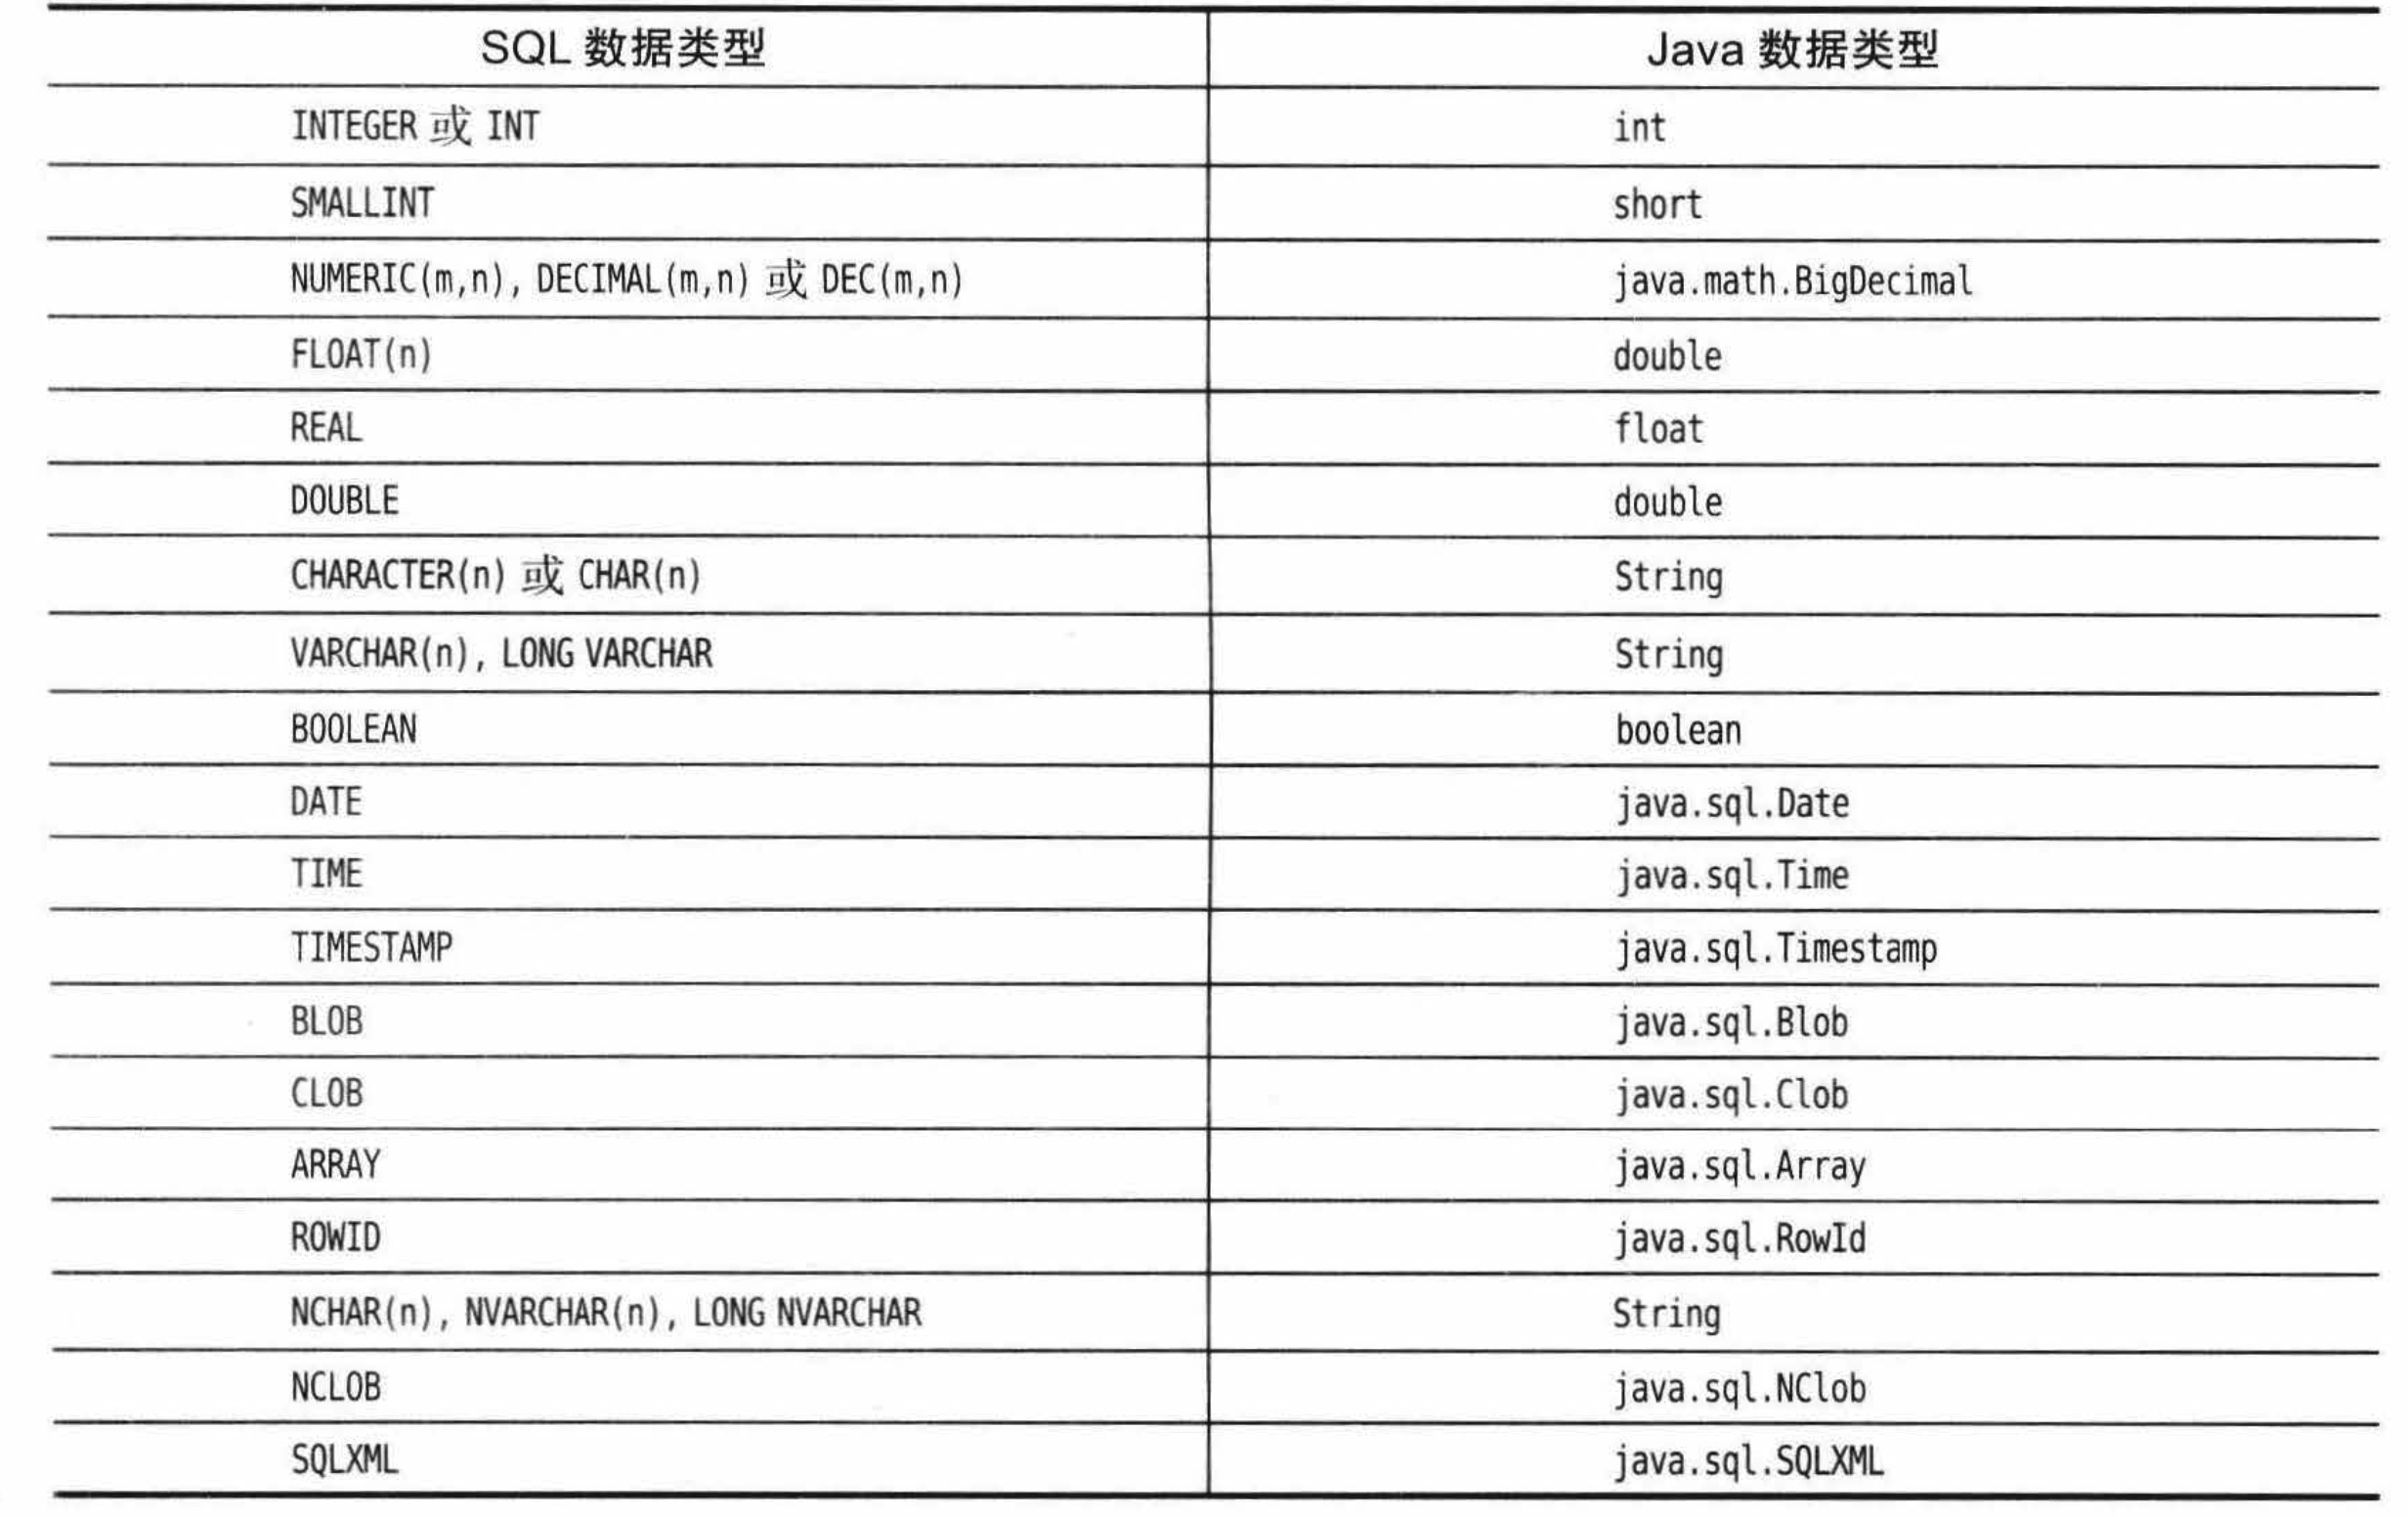 SQL 数据类型 Java 数据类型
INTEGER 或 INT int
SMALLINT short
NUMERIC(m,n), DECIMAL(m,n) 或 DEC(m,n) java.math.BigDecimal
FLOAT(n) double
REAL float
DOUBLE double
CHARACTER(n) 或 CHAR(n) String
VARCHAR(n), LONG VARCHAR String
BOOLEAN boolean
DATE java.sql.Date
TIME java.sql.Time
TIMESTAMP java.sql.Timestamp
BLOB java.sql.Blob
CLOB java.sql.Clob
ARRAY java.sql.Array
ROWID java.sql.RowId
NCHAR(n), NVARCHAR(n), LONG NVARCHAR String
NCLOB java.sql.NClob
SQLXML java.sql.SQLXML